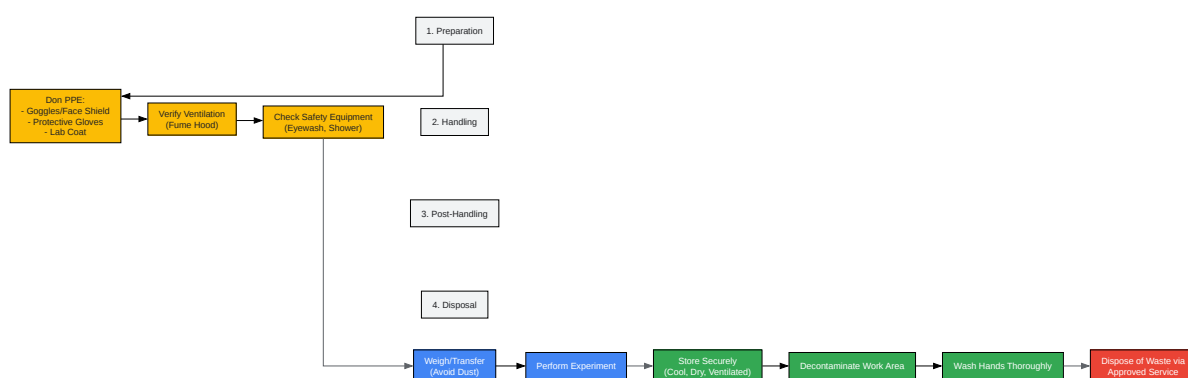 1. Preparation
Don PPE:
- Goggles/Face Shield
- Protective Gloves
- Lab Coat
Verify Ventilation
(Fume Hood)
Check Safety Equipment
(Eyewash, Shower)
2. Handling
3. Post-Handling
4. Disposal
Weigh/Transfer
(Avoid Dust)
Perform Experiment
Store Securely
(Cool, Dry, Ventilated)
Decontaminate Work Area
Wash Hands Thoroughly
Dispose of Waste via
Approved Service